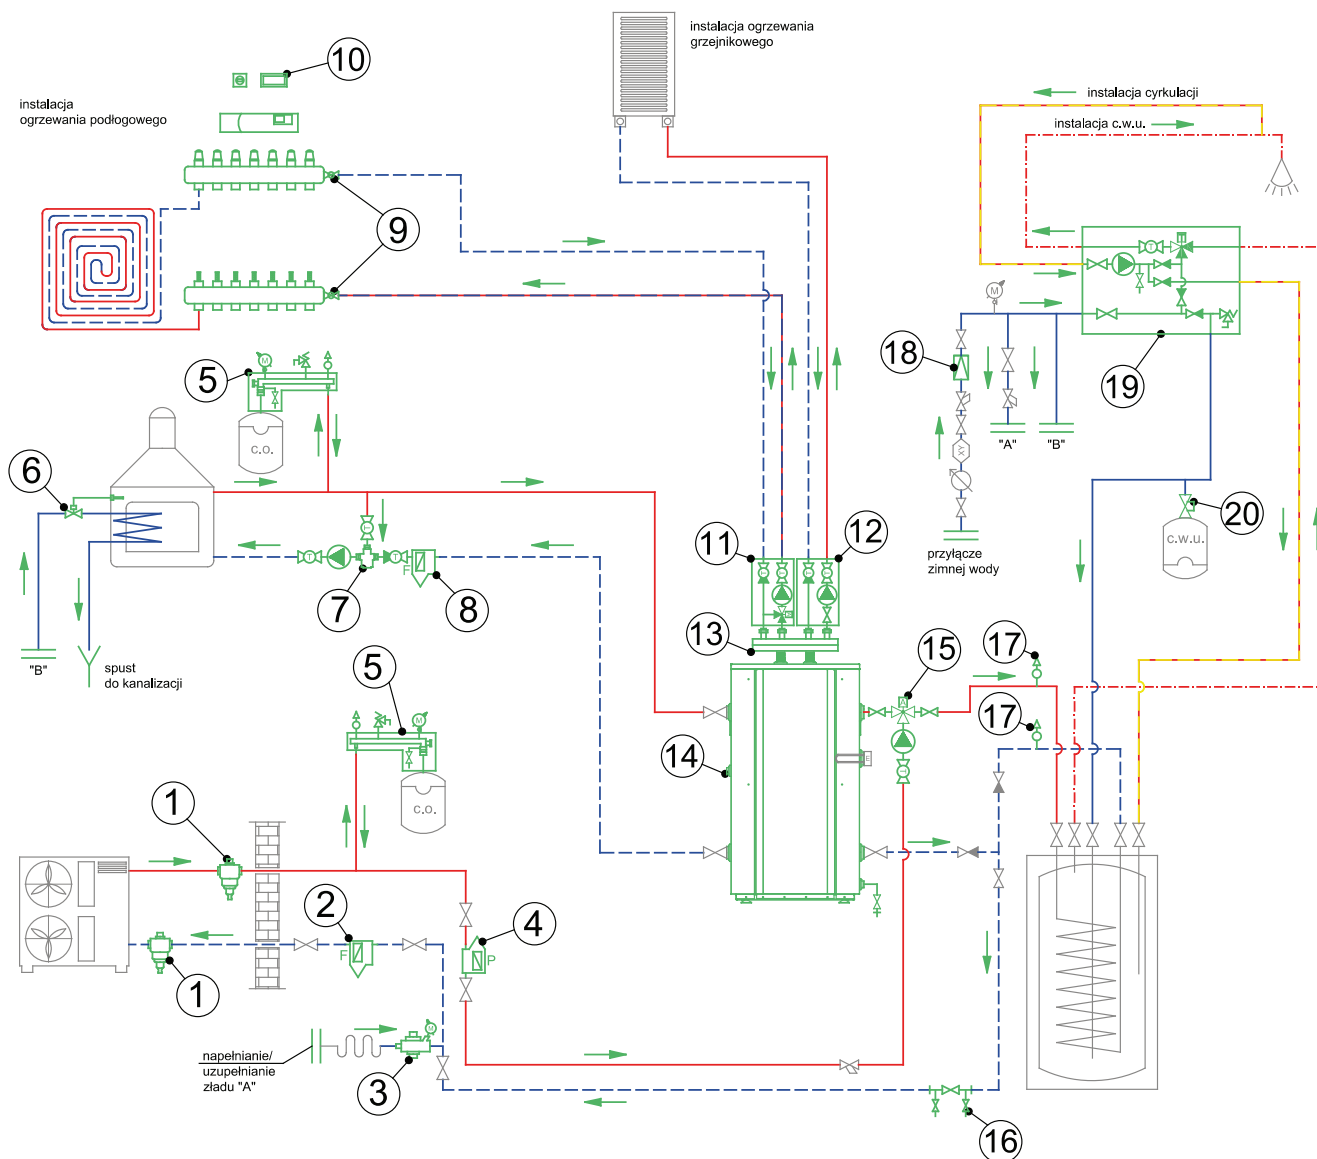 instalacja ogrzewania
grzejnikowego
10
instalacja
ogrzewania podłogowego
instalacja cyrkulacji
instalacja c.w.u.
9
T
M
5
M
18
19
"A"
"B"
c.o.
6
XY
20
c.w.u.
przyłącze
zimnej wody
11
12
T
T
T
T
T
T
T
F
7
8
13
"B"
spust
do kanalizacji
5
15
17
A
M
17
14
E
T
c.o.
1
2
4
F
P
1
M
napełnianie/
uzupełnianie
zładu "A"
3
16